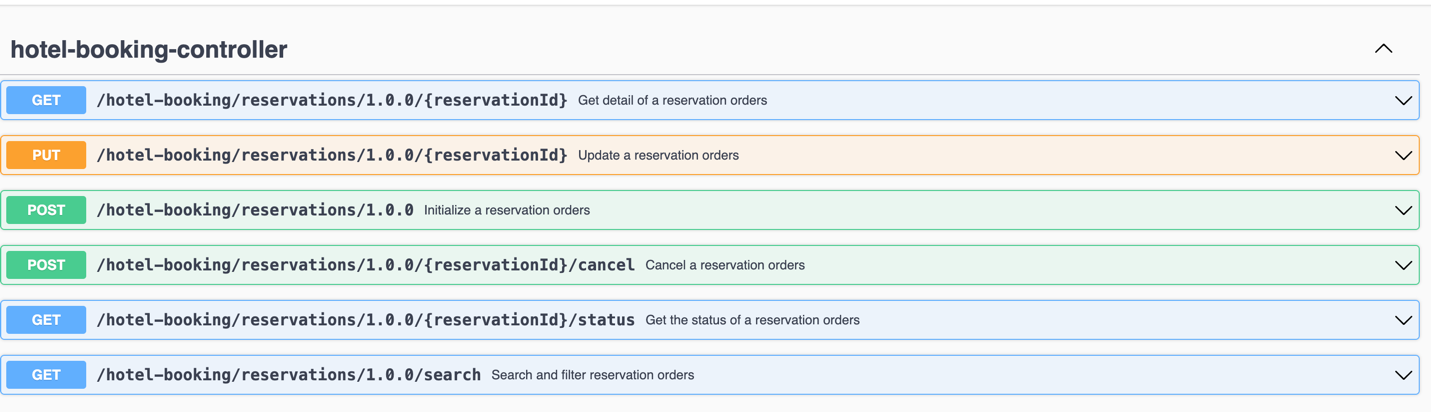 hotel-booking-controller
GET /hotel-booking/reservations/1.0.0/{reservationId} Get detail of a reservation orders
PUT /hotel-booking/reservations/1.0.0/{reservationId} Update a reservation orders
POST /hotel-booking/reservations/1.0.0 Initialize a reservation orders
POST /hotel-booking/reservations/1.0.0/{reservationId}/cancel Cancel a reservation orders
GET /hotel-booking/reservations/1.0.0/{reservationId}/status Get the status of a reservation orders
GET /hotel-booking/reservations/1.0.0/search Search and filter reservation orders